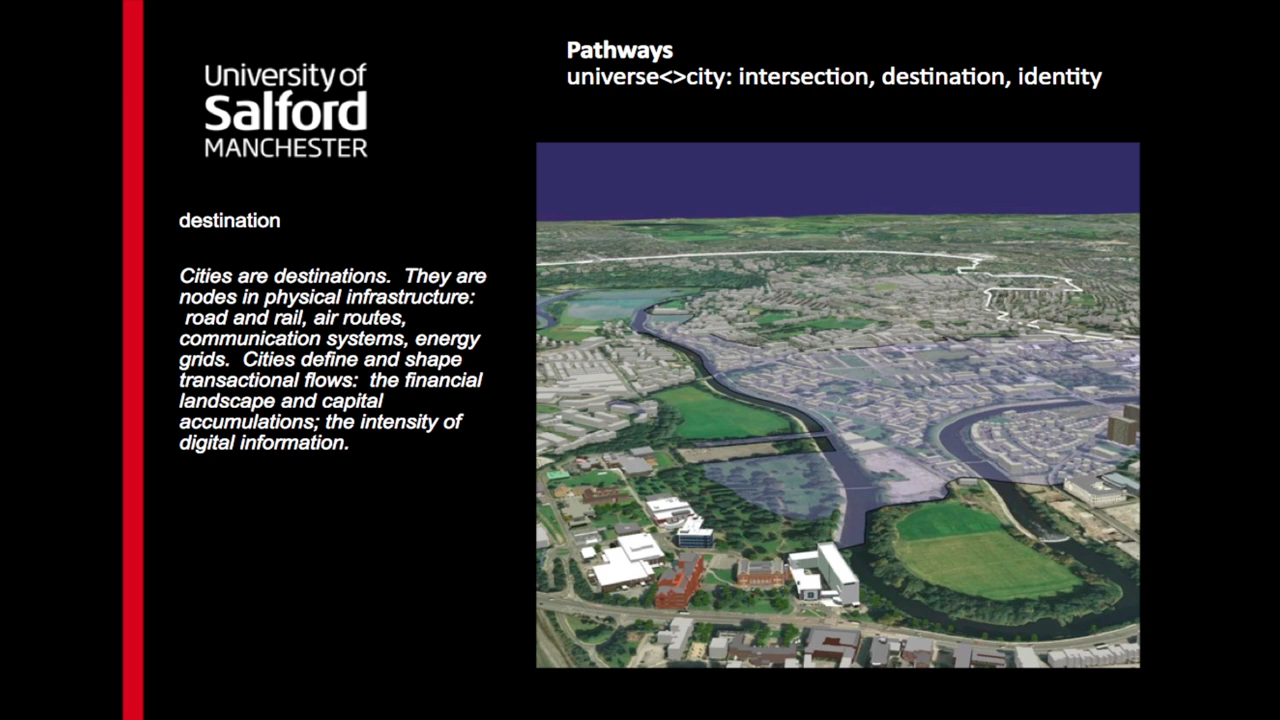 University of
Salford
MANCHESTER
Pathways
universe<>city: intersection, destination, identity
destination
Cities are destinations.  They are
nodes in physical infrastructure:
road and rail, air routes,
communication systems, energy
grids.  Cities define and shape
transactional flows:  the financial
landscape and capital
accumulations; the intensity of
digital information.